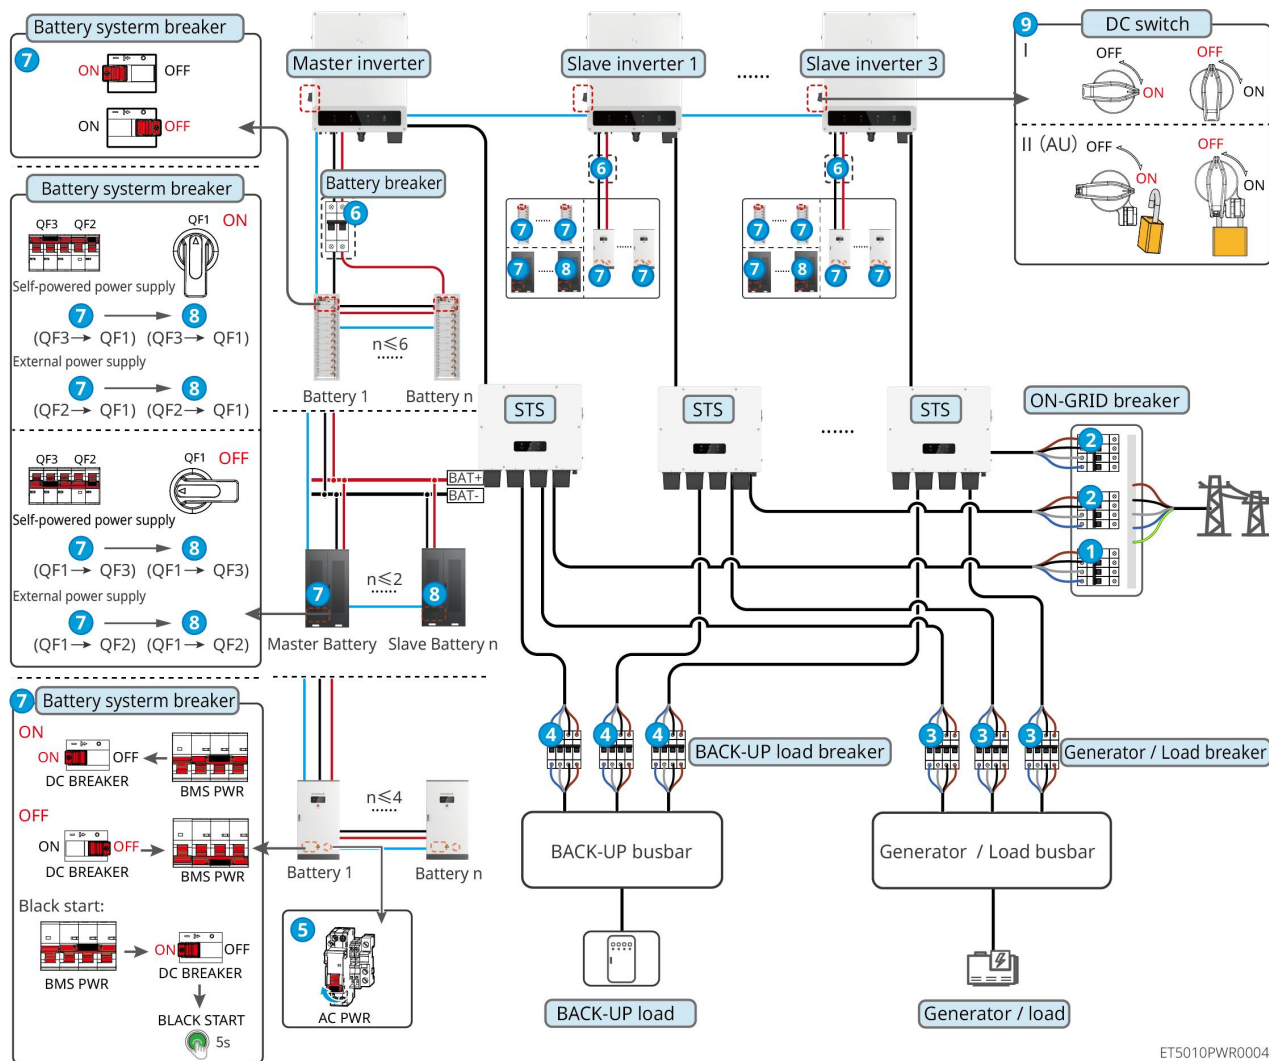 Battery systerm breaker
7
ON
OFF
ON
OFF
Battery systerm breaker
QF3 QF2
QF1
ON
Self-powered power supply
7 8
(QF3→ QF1) (QF3→ QF1)
External power supply
7 8
(QF2→ QF1) (QF2→ QF1)
QF3 QF2
QF1
OFF
Self-powered power supply
7 8
(QF1→ QF3) (QF1→ QF3)
External power supply
7 8
(QF1→ QF2) (QF1→ QF2)
7
Battery systerm breaker
ON
ON
OFF
DC BREAKER
BMS PWR
OFF
ON
OFF
DC BREAKER
BMS PWR
Black start:
BMS PWR
ON
OFF
DC BREAKER
BLACK START
5s
Master inverter
Slave inverter 1
......
Slave inverter 3
Battery breaker
6
n≤6
......
Battery 1
Battery n
6
7 ...... 7
7 ...... 8
7 ...... 7
6
7 ...... 7
7 ...... 8
7 ...... 7
9
DC switch
I
OFF
ON
OFF
ON
II (AU)
OFF
ON
OFF
ON
STS
STS
......
STS
BAT+
BAT-
ON-GRID breaker
2
2
1
7
n≤2
......
8
Master Battery
Slave Battery n
n≤4
......
Battery 1
Battery n
5
AC PWR
4
4
4
BACK-UP load breaker
3
3
3
Generator / Load breaker
BACK-UP busbar
Generator / Load busbar
BACK-UP load
Generator / load
ET5010PWR0004